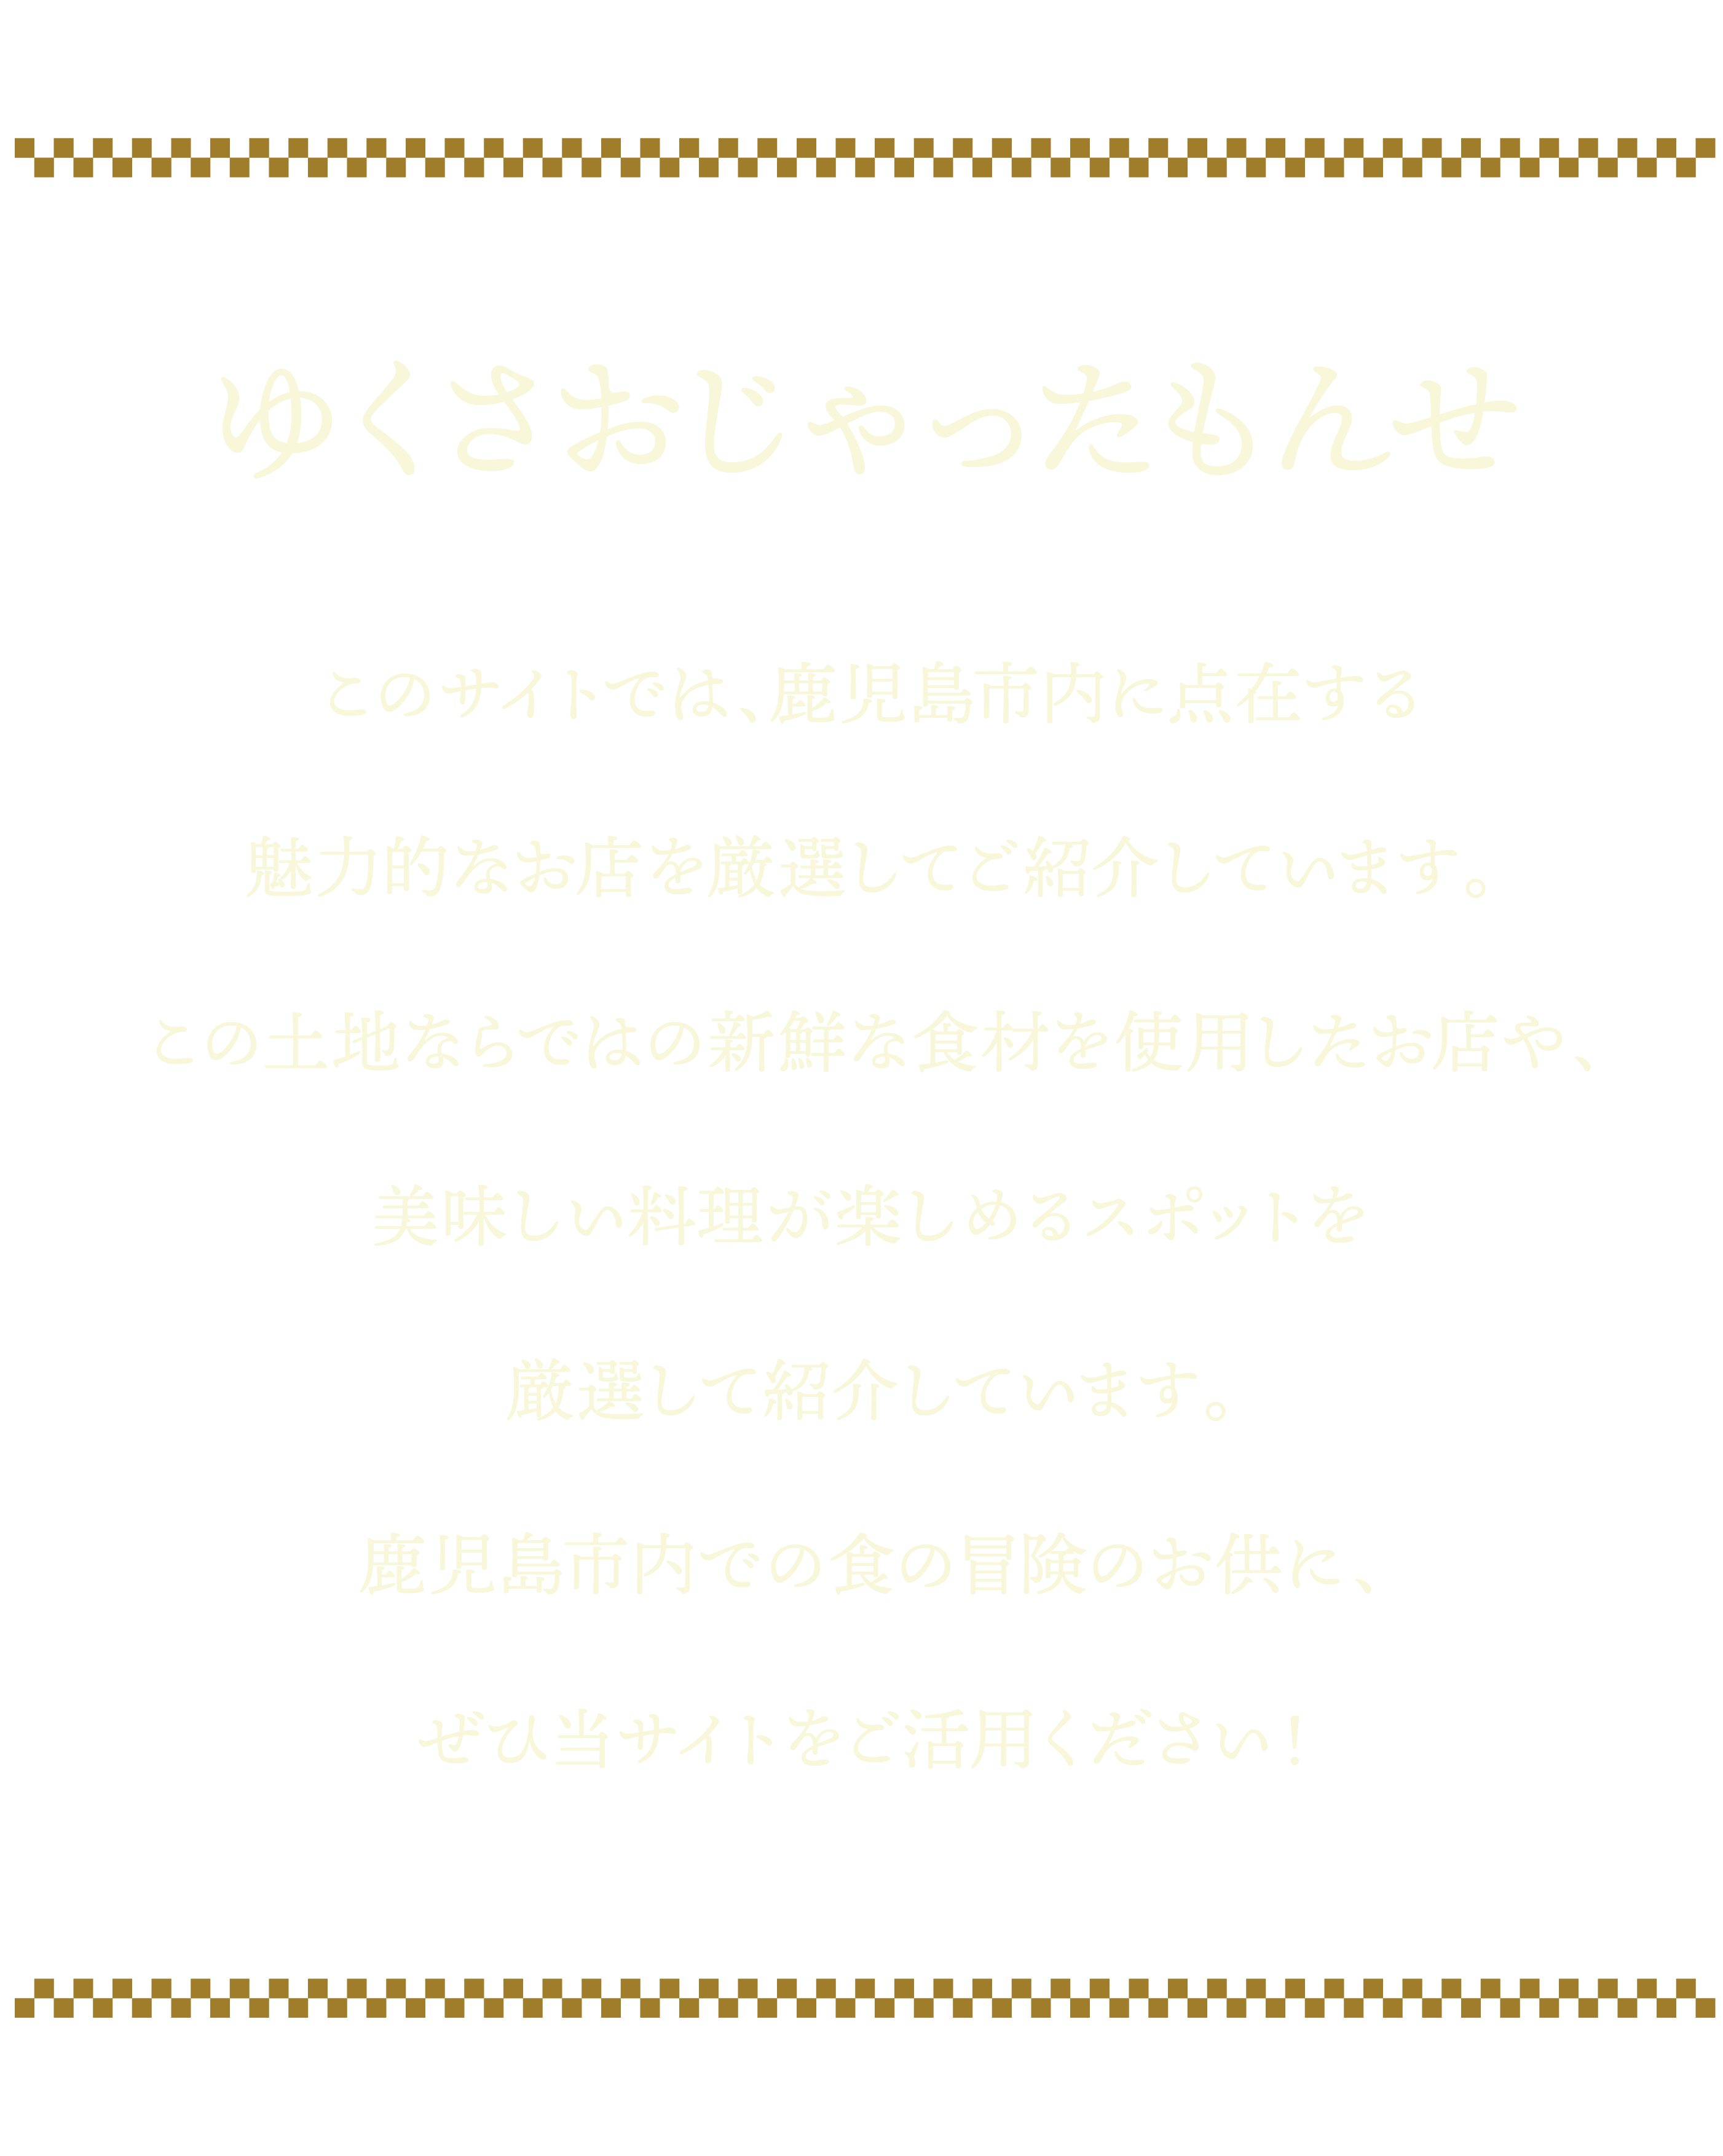 ゆくさおじゃったもんせ
このサイトでは、鹿児島市内に点在する
魅力的なお店を厳選してご紹介しています。
この土地ならではの新鮮な食材を使用したお店や、
美味しい料理が楽しめるスポットを
厳選して紹介しています。
鹿児島市内での食の冒険のお供に、
ぜひ当サイトをご活用ください！